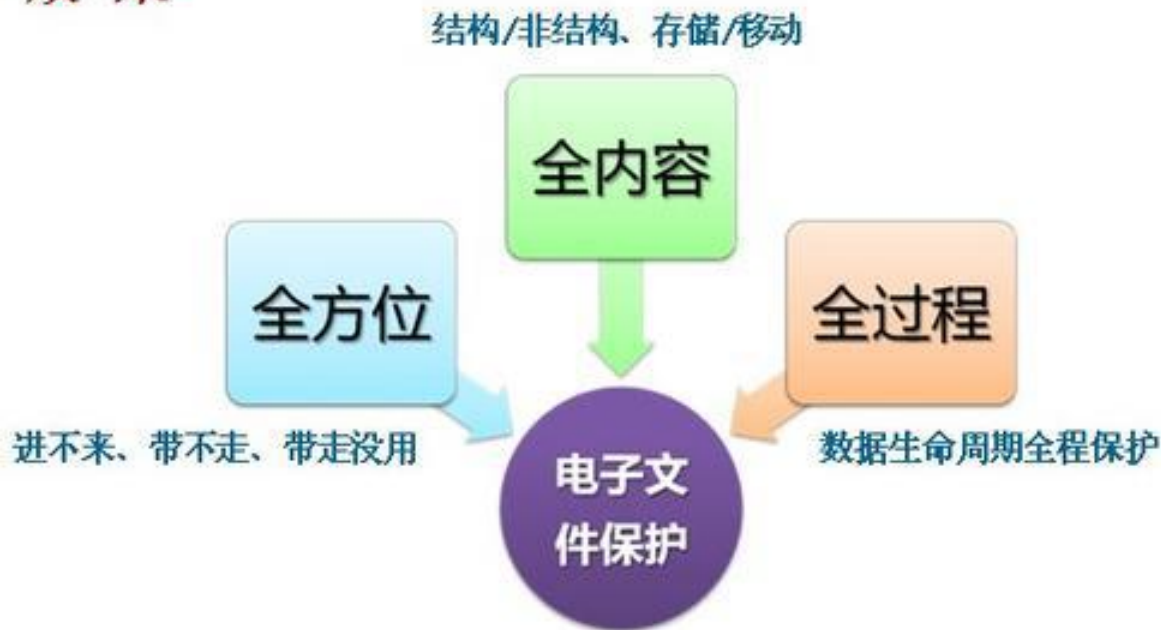 结构/非结构、存储/移动
全内容
全方位
全过程
进不来、带不走、带走没用
数据生命周期全程保护
电子文
件保护